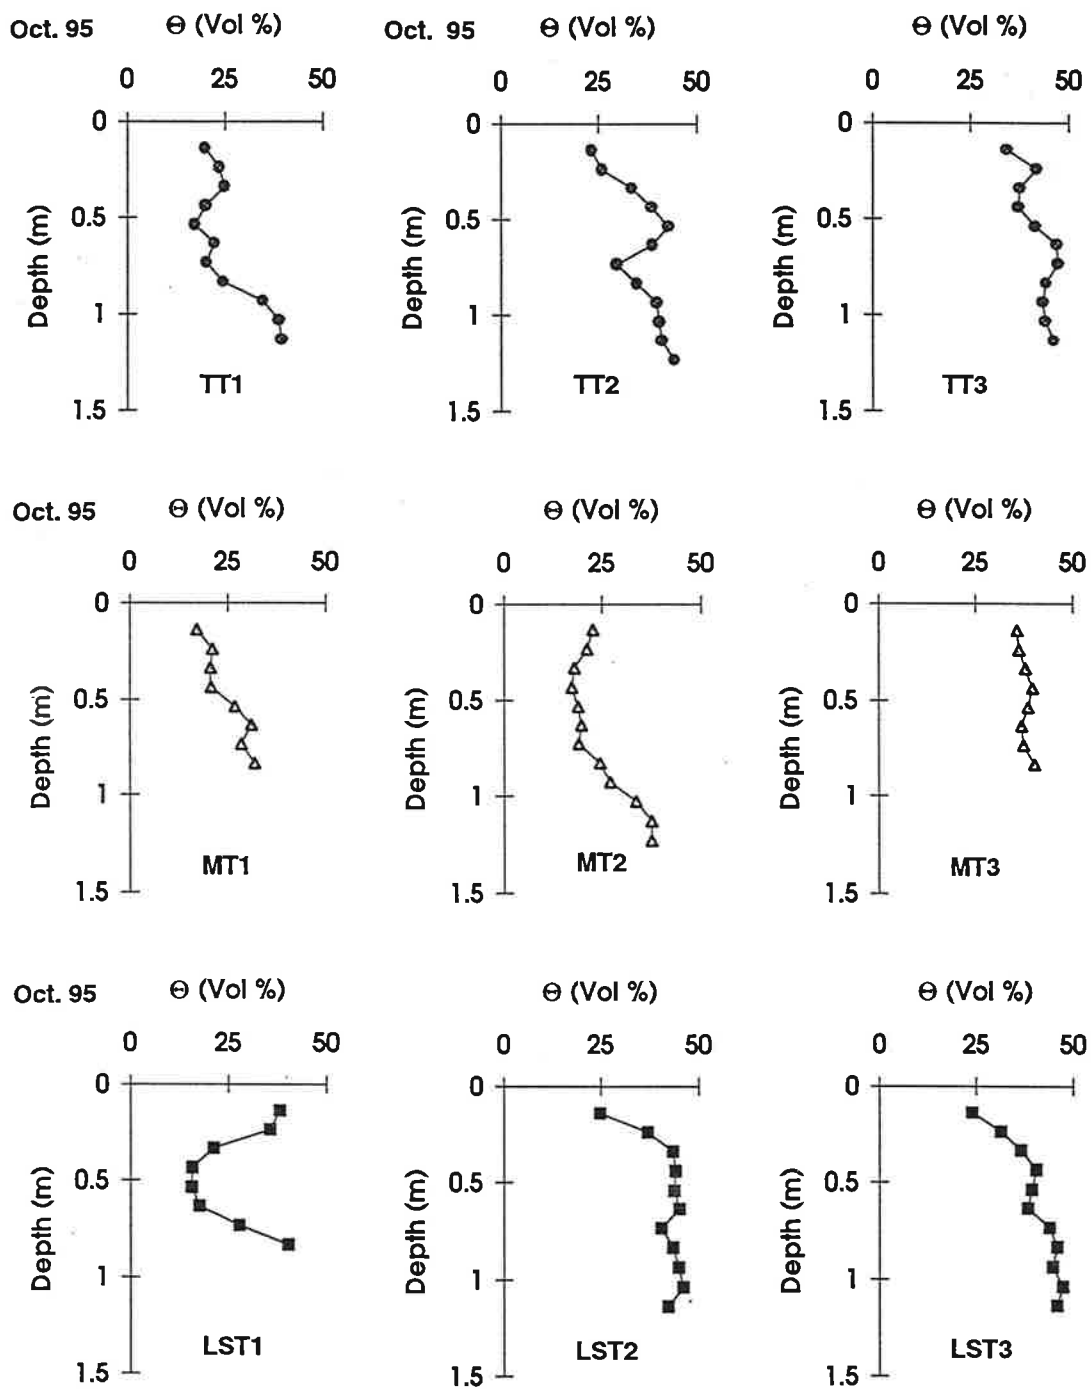 Oct. 95 Θ (Vol %) Oct. 95 Θ (Vol %) Θ (Vol %)
0 25 50 0 25 50 0 25 50
0 0 0
0.5 0.5 0.5
Depth (m) Depth (m) Depth (m)
1 1 1
TT1 TT2 TT3
1.5 1.5 1.5
Oct. 95 Θ (Vol %) Θ (Vol %) Θ (Vol %)
0 25 50 0 25 50 0 25 50
0 0 0
0.5 0.5 0.5
Depth (m) Depth (m) Depth (m)
1 1 1
MT1 MT2 MT3
1.5 1.5 1.5
Oct. 95 Θ (Vol %) Θ (Vol %) Θ (Vol %)
0 25 50 0 25 50 0 25 50
0 0 0
0.5 0.5 0.5
Depth (m) Depth (m) Depth (m)
1 1 1
LST1 LST2 LST3
1.5 1.5 1.5